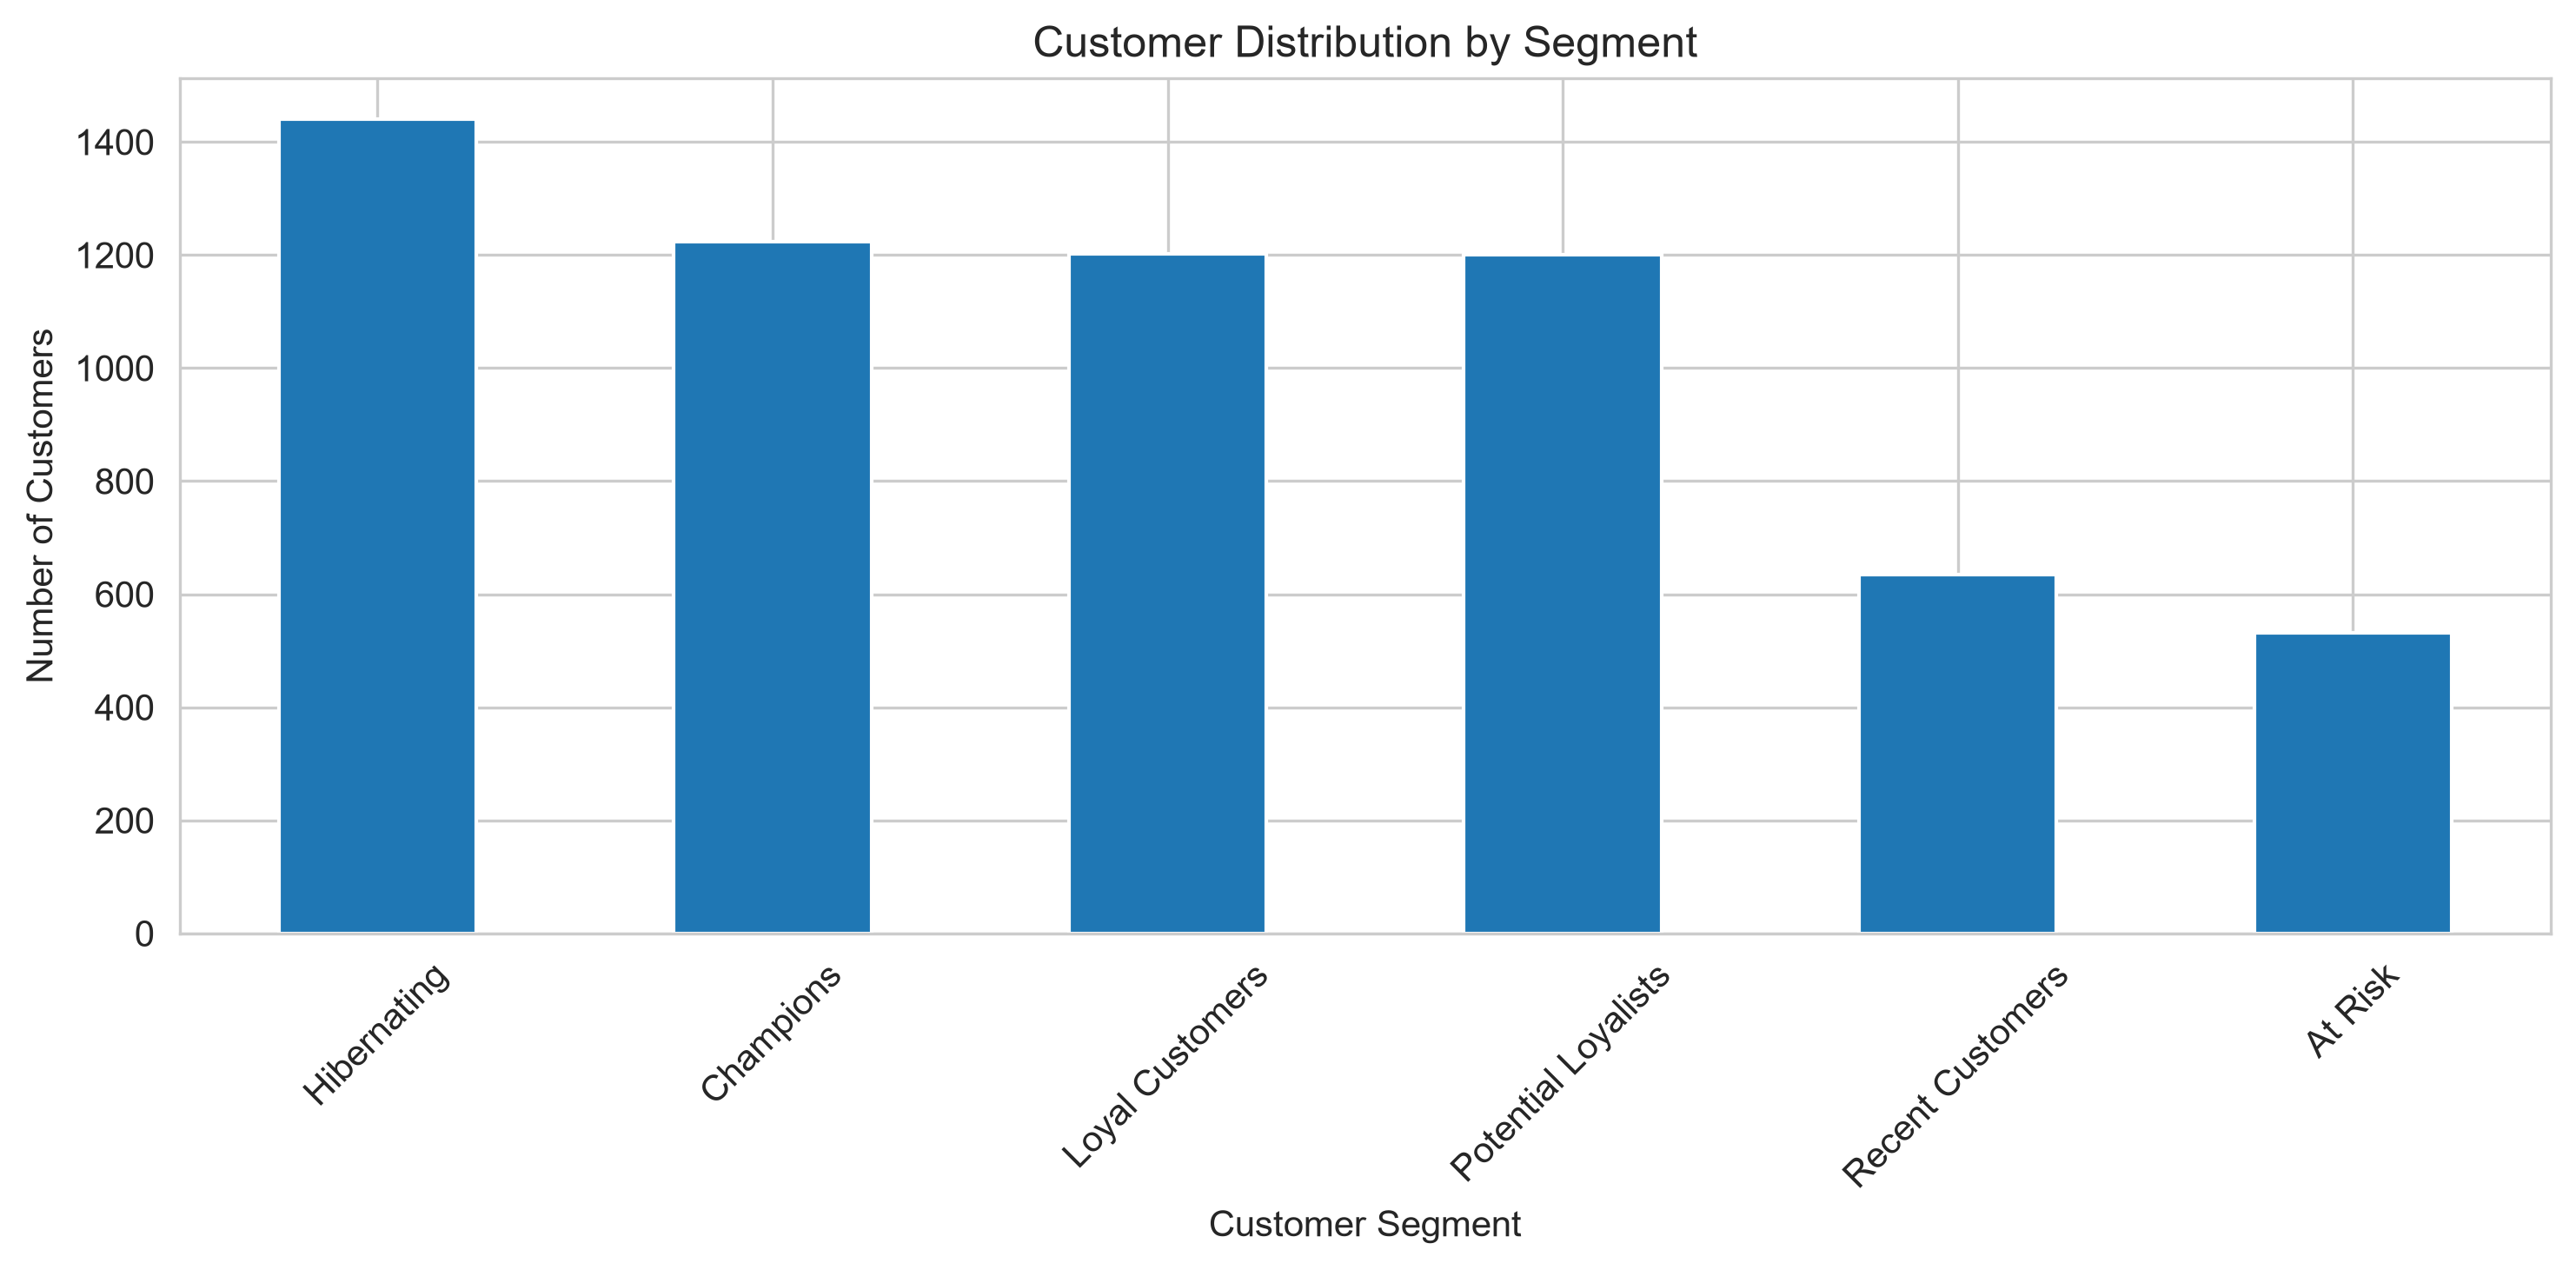 Customer Distribution by Segment
Number of Customers
1400
1200
1000
800
600
400
200
0
Hibernating
Champions
Loyal Customers
Potential Loyalists
Recent Customers
At Risk
Customer Segment